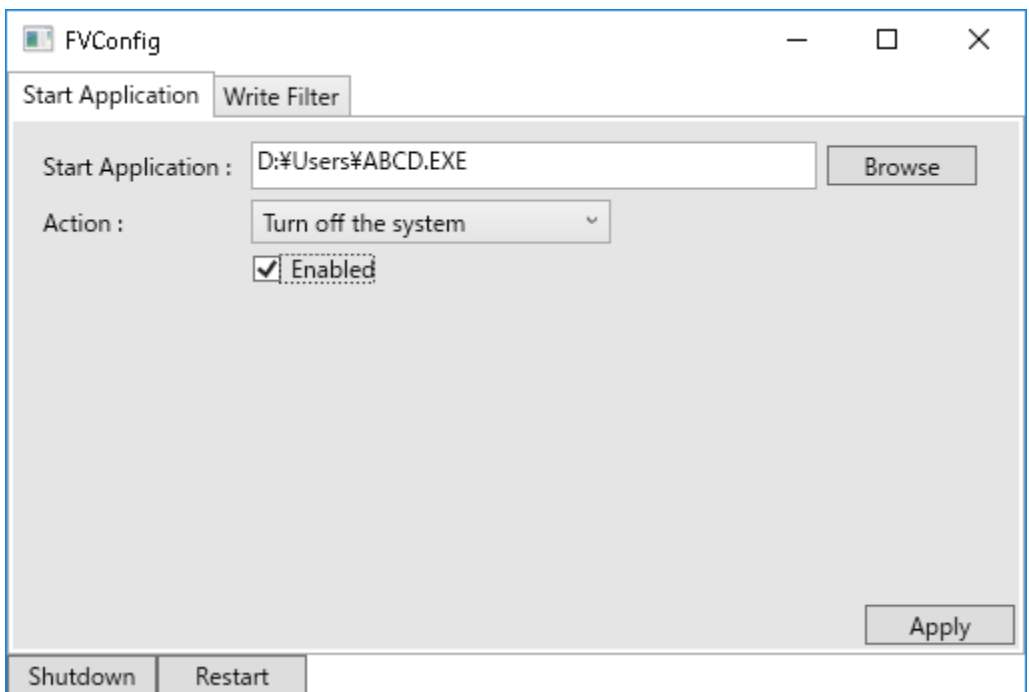 FVConfig
Start Application Write Filter
Start Application : D:¥Users¥ABCD.EXE Browse
Action : Turn off the system
Enabled
Apply
Shutdown Restart